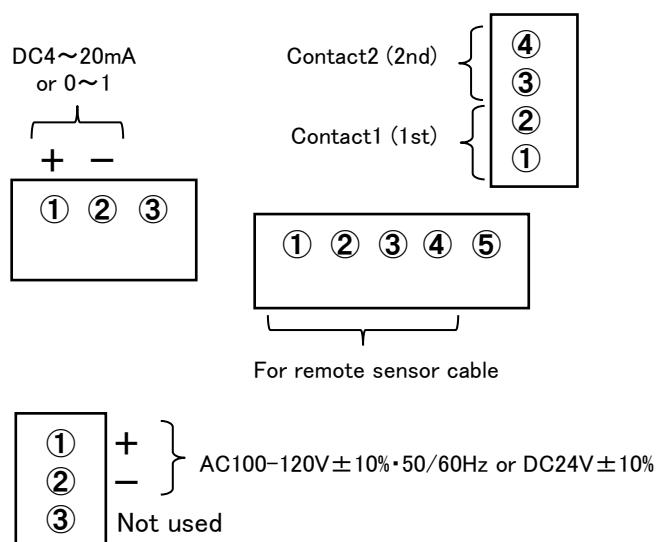 DC4～20mA
or 0～1
+ −
① ② ③
Contact2 (2nd)
Contact1 (1st)
④
③
②
①
① ② ③ ④ ⑤
For remote sensor cable
① +
② −
③ Not used
AC100-120V±10%･50/60Hz or DC24V±10%